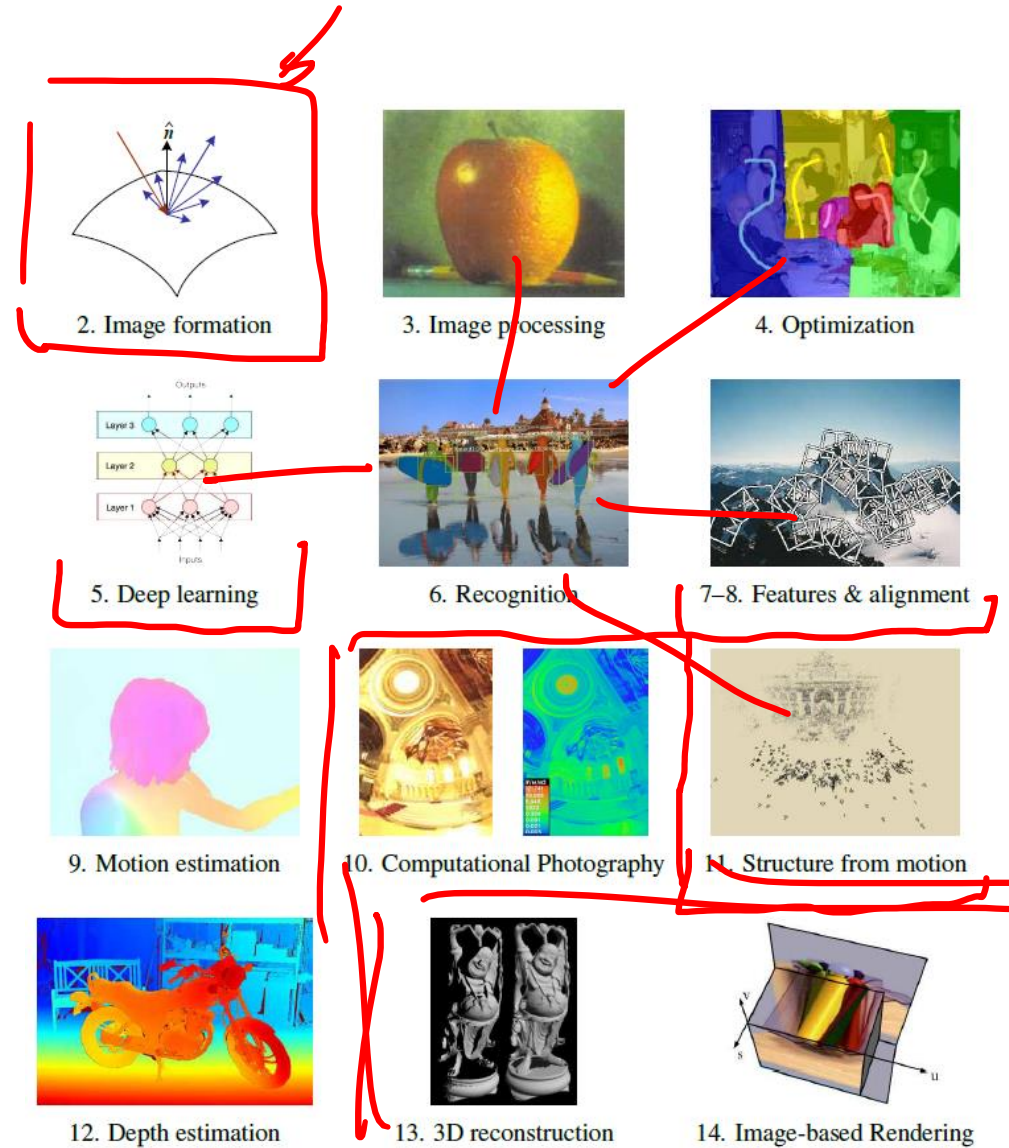 n̂
2. Image formation
3. Image processing
4. Optimization
Outputs
Layer 3
Layer 2
Layer 1
Inputs
5. Deep learning
6. Recognition
7–8. Features & alignment
9. Motion estimation
10. Computational Photography
11. Structure from motion
12. Depth estimation
13. 3D reconstruction
v
s
u
14. Image-based Rendering